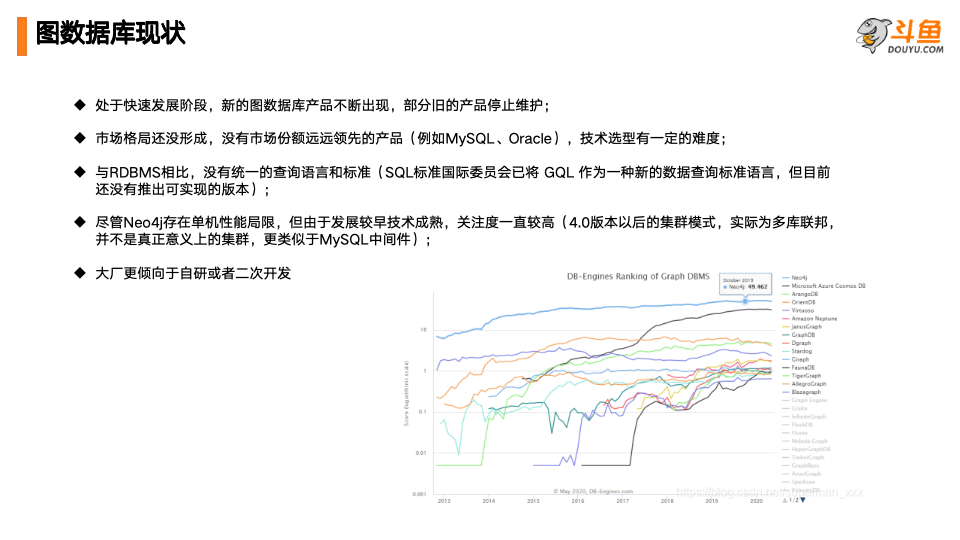 图数据库现状
斗鱼
DOUYU.COM
◆ 处于快速发展阶段，新的图数据库产品不断出现，部分旧的产品停止维护；
◆ 市场格局还没形成，没有市场份额远远领先的产品（例如MySQL、Oracle），技术选型有一定的难度；
◆ 与RDBMS相比，没有统一的查询语言和标准（SQL标准国际委员会已将 GQL 作为一种新的数据查询标准语言，但目前
还没有推出可实现的版本）；
◆ 尽管Neo4j存在单机性能局限，但由于发展较早技术成熟，关注度一直较高（4.0版本以后的集群模式，实际为多库联邦，
并不是真正意义上的集群，更类似于MySQL中间件）；
◆ 大厂更倾向于自研或者二次开发
DB-Engines Ranking of Graph DBMS
October 2019
Neo4j: 49.462
Score (logarithmic scale)
10
1
0.1
0.01
0.001
2013
2014
2015
2016
2017
2018
2019
2020
© May 2020, DB-Engines.com
Neo4j
Microsoft Azure Cosmos DB
ArangoDB
OrientDB
Virtuoso
Amazon Neptune
JanusGraph
GraphDB
Dgraph
Stardog
Giraph
FaunaDB
TigerGraph
AllegroGraph
Blazegraph
Graph Engine
Grakn
InfiniteGraph
FlockDB
Fluree
Nebula Graph
HyperGraphDB
TinkerGraph
GraphBase
AnzoGraph
Sparksee
VelocityDB
1/2